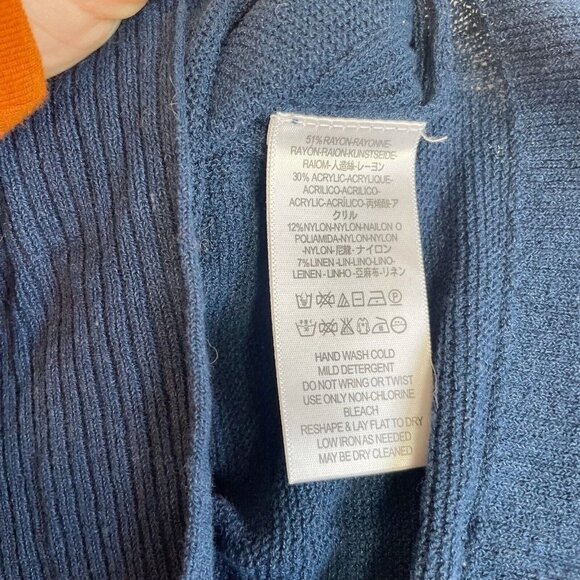 51% RAYON-RAYONNE-
RAYON-RAION-KUNSTSEIDE-
RAIOM-人造絲-レーヨン
30% ACRYLIC-ACRYLIQUE-
ACRILICO-ACRILICO-
ACRYLIC-ACRÍLICO-丙烯酸-ア
クリル
12%NYLON-NYLON-NAILON O
POLIAMIDA-NYLON-NYLON
-NYLON-尼龍-ナイロン
7%LINEN -LIN-LINO-LINO-
LEINEN - LINHO -亞麻布-リネン
HAND WASH COLD
MILD DETERGENT
DO NOT WRING OR TWIST
USE ONLY NON-CHLORINE
BLEACH
RESHAPE & LAY FLAT TO DRY
LOW IRON AS NEEDED
MAY BE DRY CLEANED